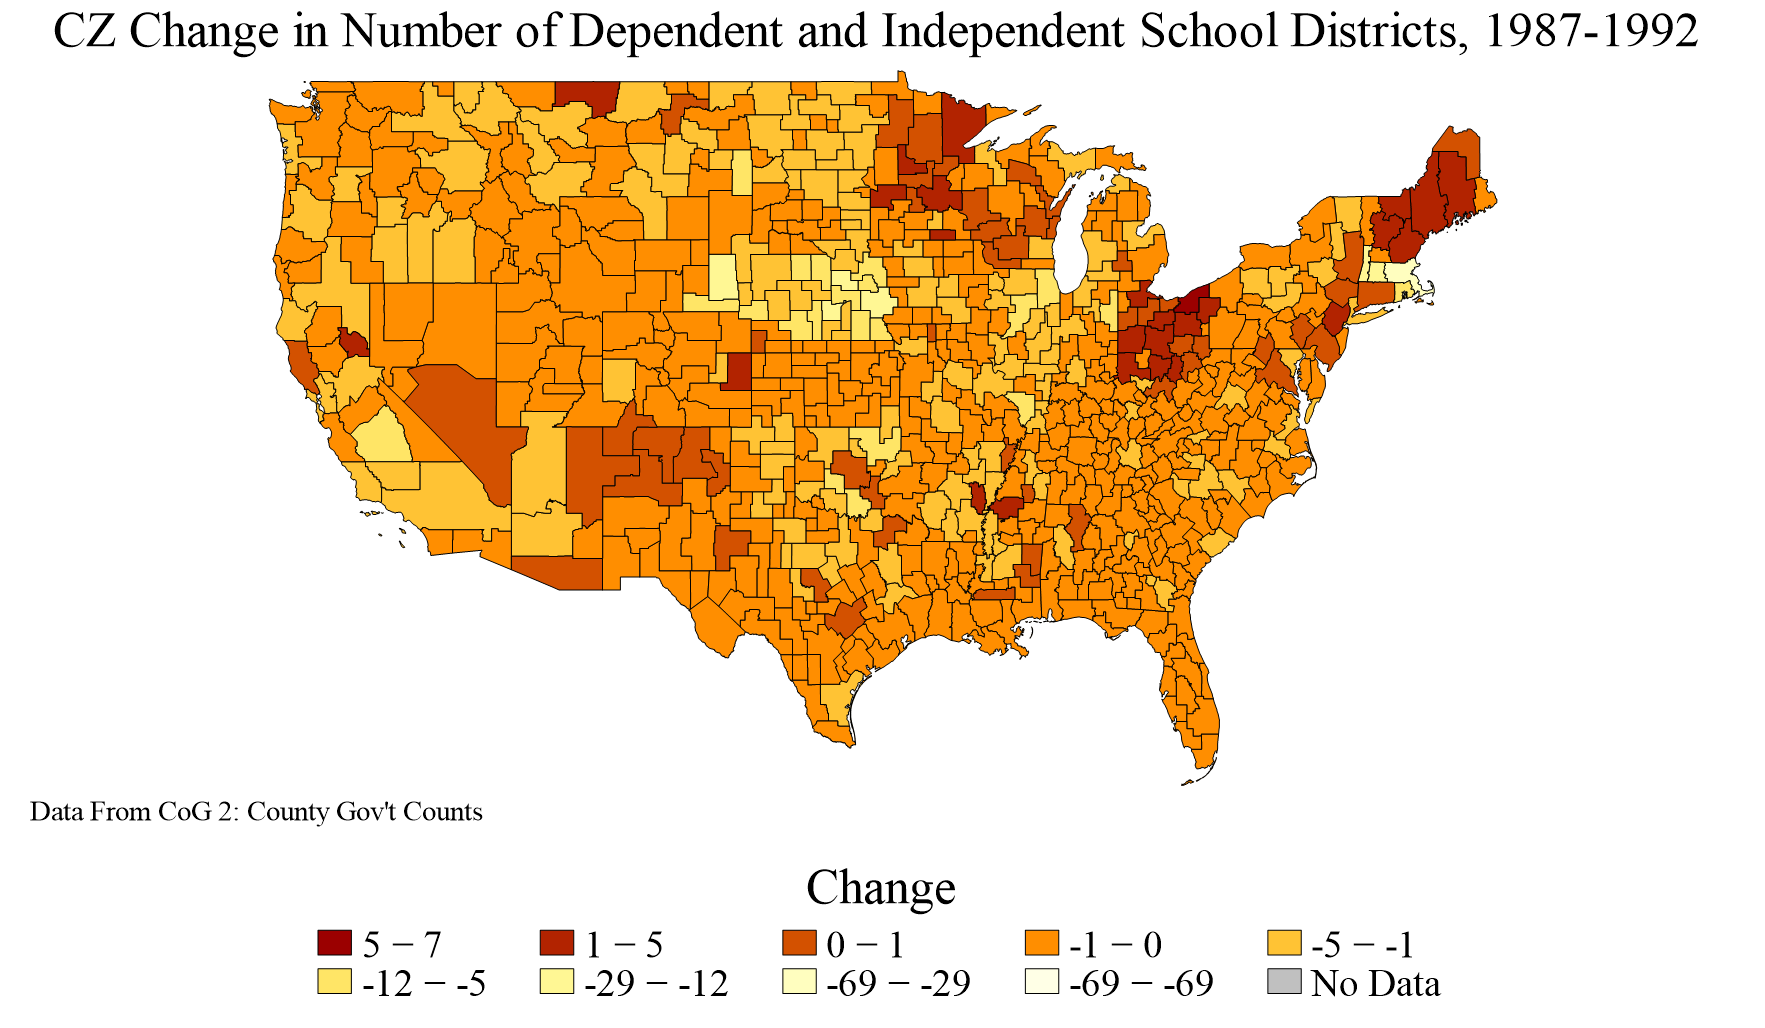 CZ Change in Number of Dependent and Independent School Districts, 1987-1992
Data From CoG 2: County Gov't Counts
Change
5 − 7 1 − 5 0 − 1 -1 − 0 -5 − -1
-12 − -5 -29 − -12 -69 − -29 -69 − -69 No Data